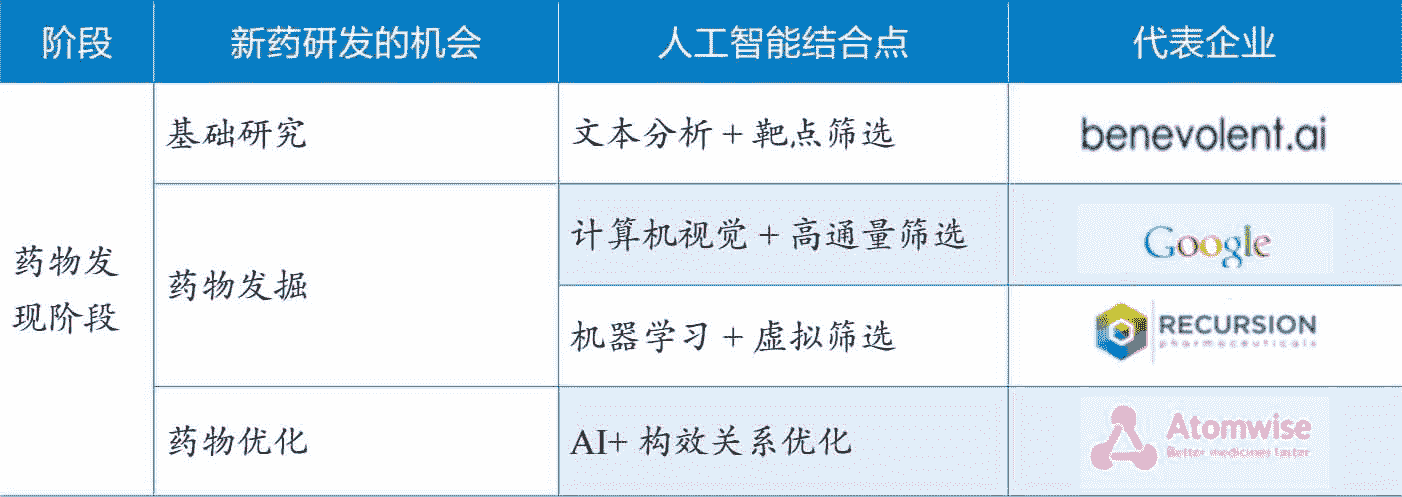 阶段 新药研发的机会 人工智能结合点 代表企业
基础研究 文本分析+靶点筛选 benevolent.ai
药物发
现阶段
药物发掘
计算机视觉+高通量筛选 Google
机器学习+虚拟筛选 RECURSION
pharmaceuticals
药物优化 AI+构效关系优化 Atomwise
Better medicines faster